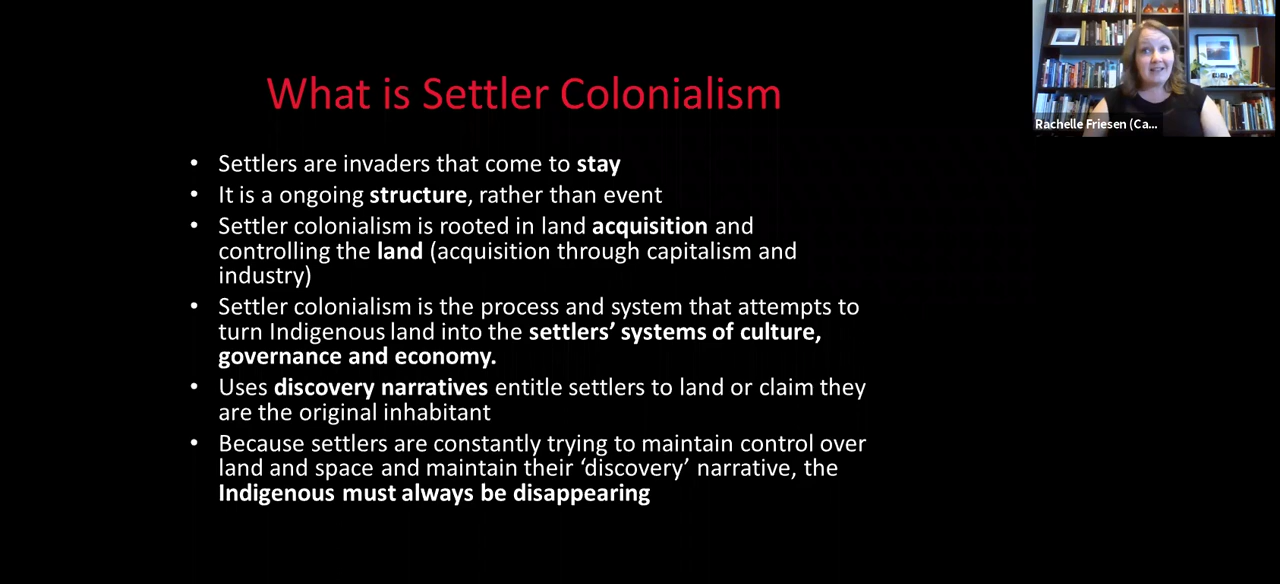 What is Settler Colonialism
• Settlers are invaders that come to stay
• It is a ongoing structure, rather than event
• Settler colonialism is rooted in land acquisition and
controlling the land (acquisition through capitalism and
industry)
• Settler colonialism is the process and system that attempts to
turn Indigenous land into the settlers’ systems of culture,
governance and economy.
• Uses discovery narratives entitle settlers to land or claim they
are the original inhabitant
• Because settlers are constantly trying to maintain control over
land and space and maintain their ‘discovery’ narrative, the
Indigenous must always be disappearing
Rachelle Friesen (Ca...